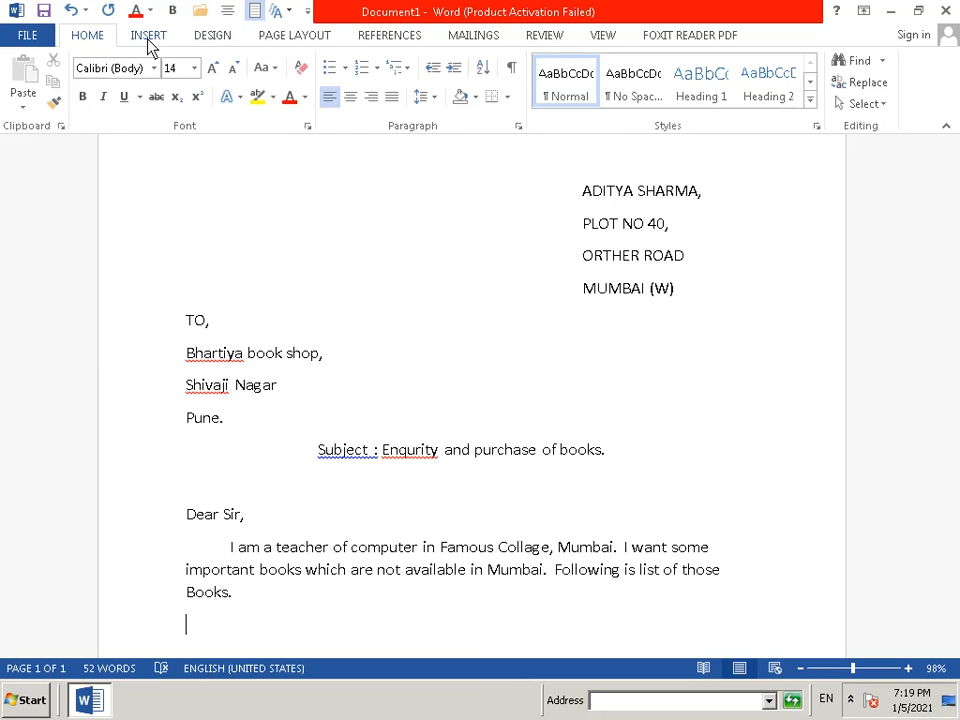 Document1 - Word (Product Activation Failed)
FILE HOME INSERT DESIGN PAGE LAYOUT REFERENCES MAILINGS REVIEW VIEW FOXIT READER PDF Sign in
Paste
Calibri (Body) 14
AaBbCcDc AaBbCcDc AaBbCc AaBbCcD
¶ Normal ¶ No Spac... Heading 1 Heading 2
Find
Replace
Select
Clipboard Font Paragraph Styles Editing
ADITYA SHARMA,
PLOT NO 40,
ORTHER ROAD
MUMBAI (W)
TO,
Bhartiya book shop,
Shivaji Nagar
Pune.
Subject : Enqurity and purchase of books.
Dear Sir,
I am a teacher of computer in Famous Collage, Mumbai. I want some
important books which are not available in Mumbai. Following is list of those
Books.
PAGE 1 OF 1 52 WORDS ENGLISH (UNITED STATES) 98%
Start Address EN 7:19 PM
1/5/2021